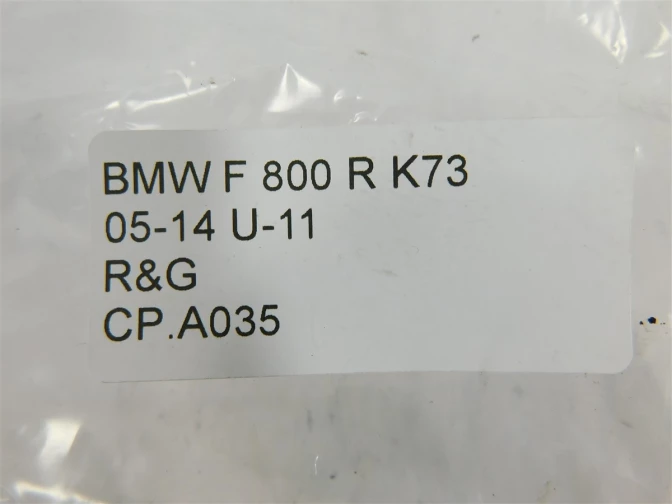 BMW F 800 R K73
05-14 U-11
R&G
CP.A035